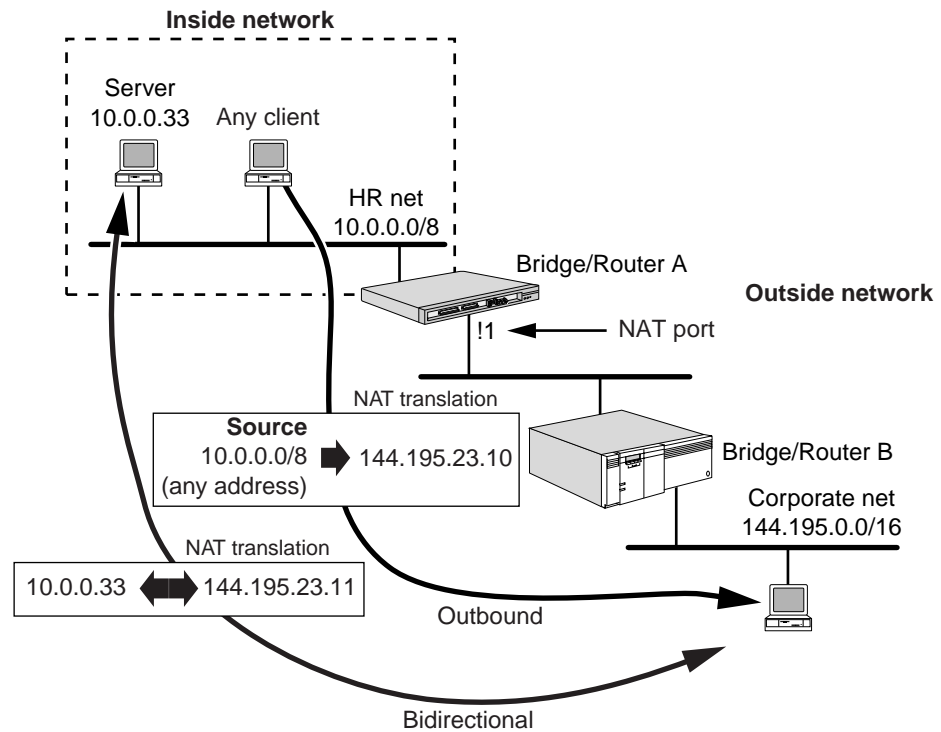 Inside network
Server
10.0.0.33
Any client
HR net
10.0.0.0/8
Bridge/Router A
Outside network
!1
NAT port
NAT translation
Source
10.0.0.0/8
144.195.23.10
(any address)
Bridge/Router B
Corporate net
144.195.0.0/16
NAT translation
10.0.0.33
144.195.23.11
Outbound
Bidirectional